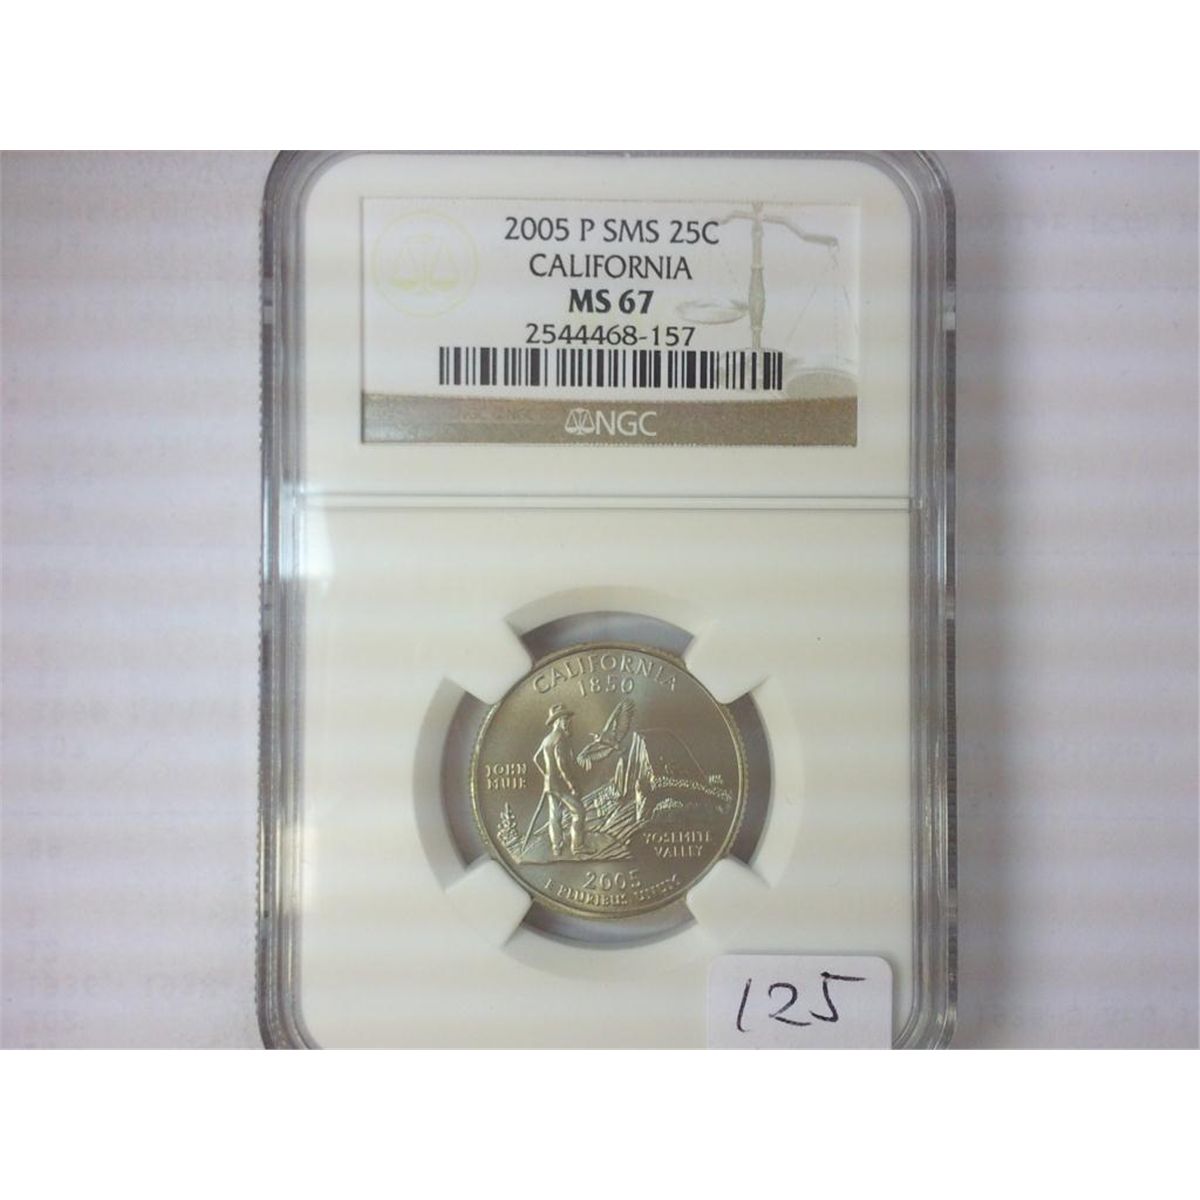 2005 P SMS 25C
CALIFORNIA
MS 67
2544468-157
NGC
CALIFORNIA
1850
JOHN
MUIR
YOSEMITE
VALLEY
2005
E PLURIBUS UNUM
125